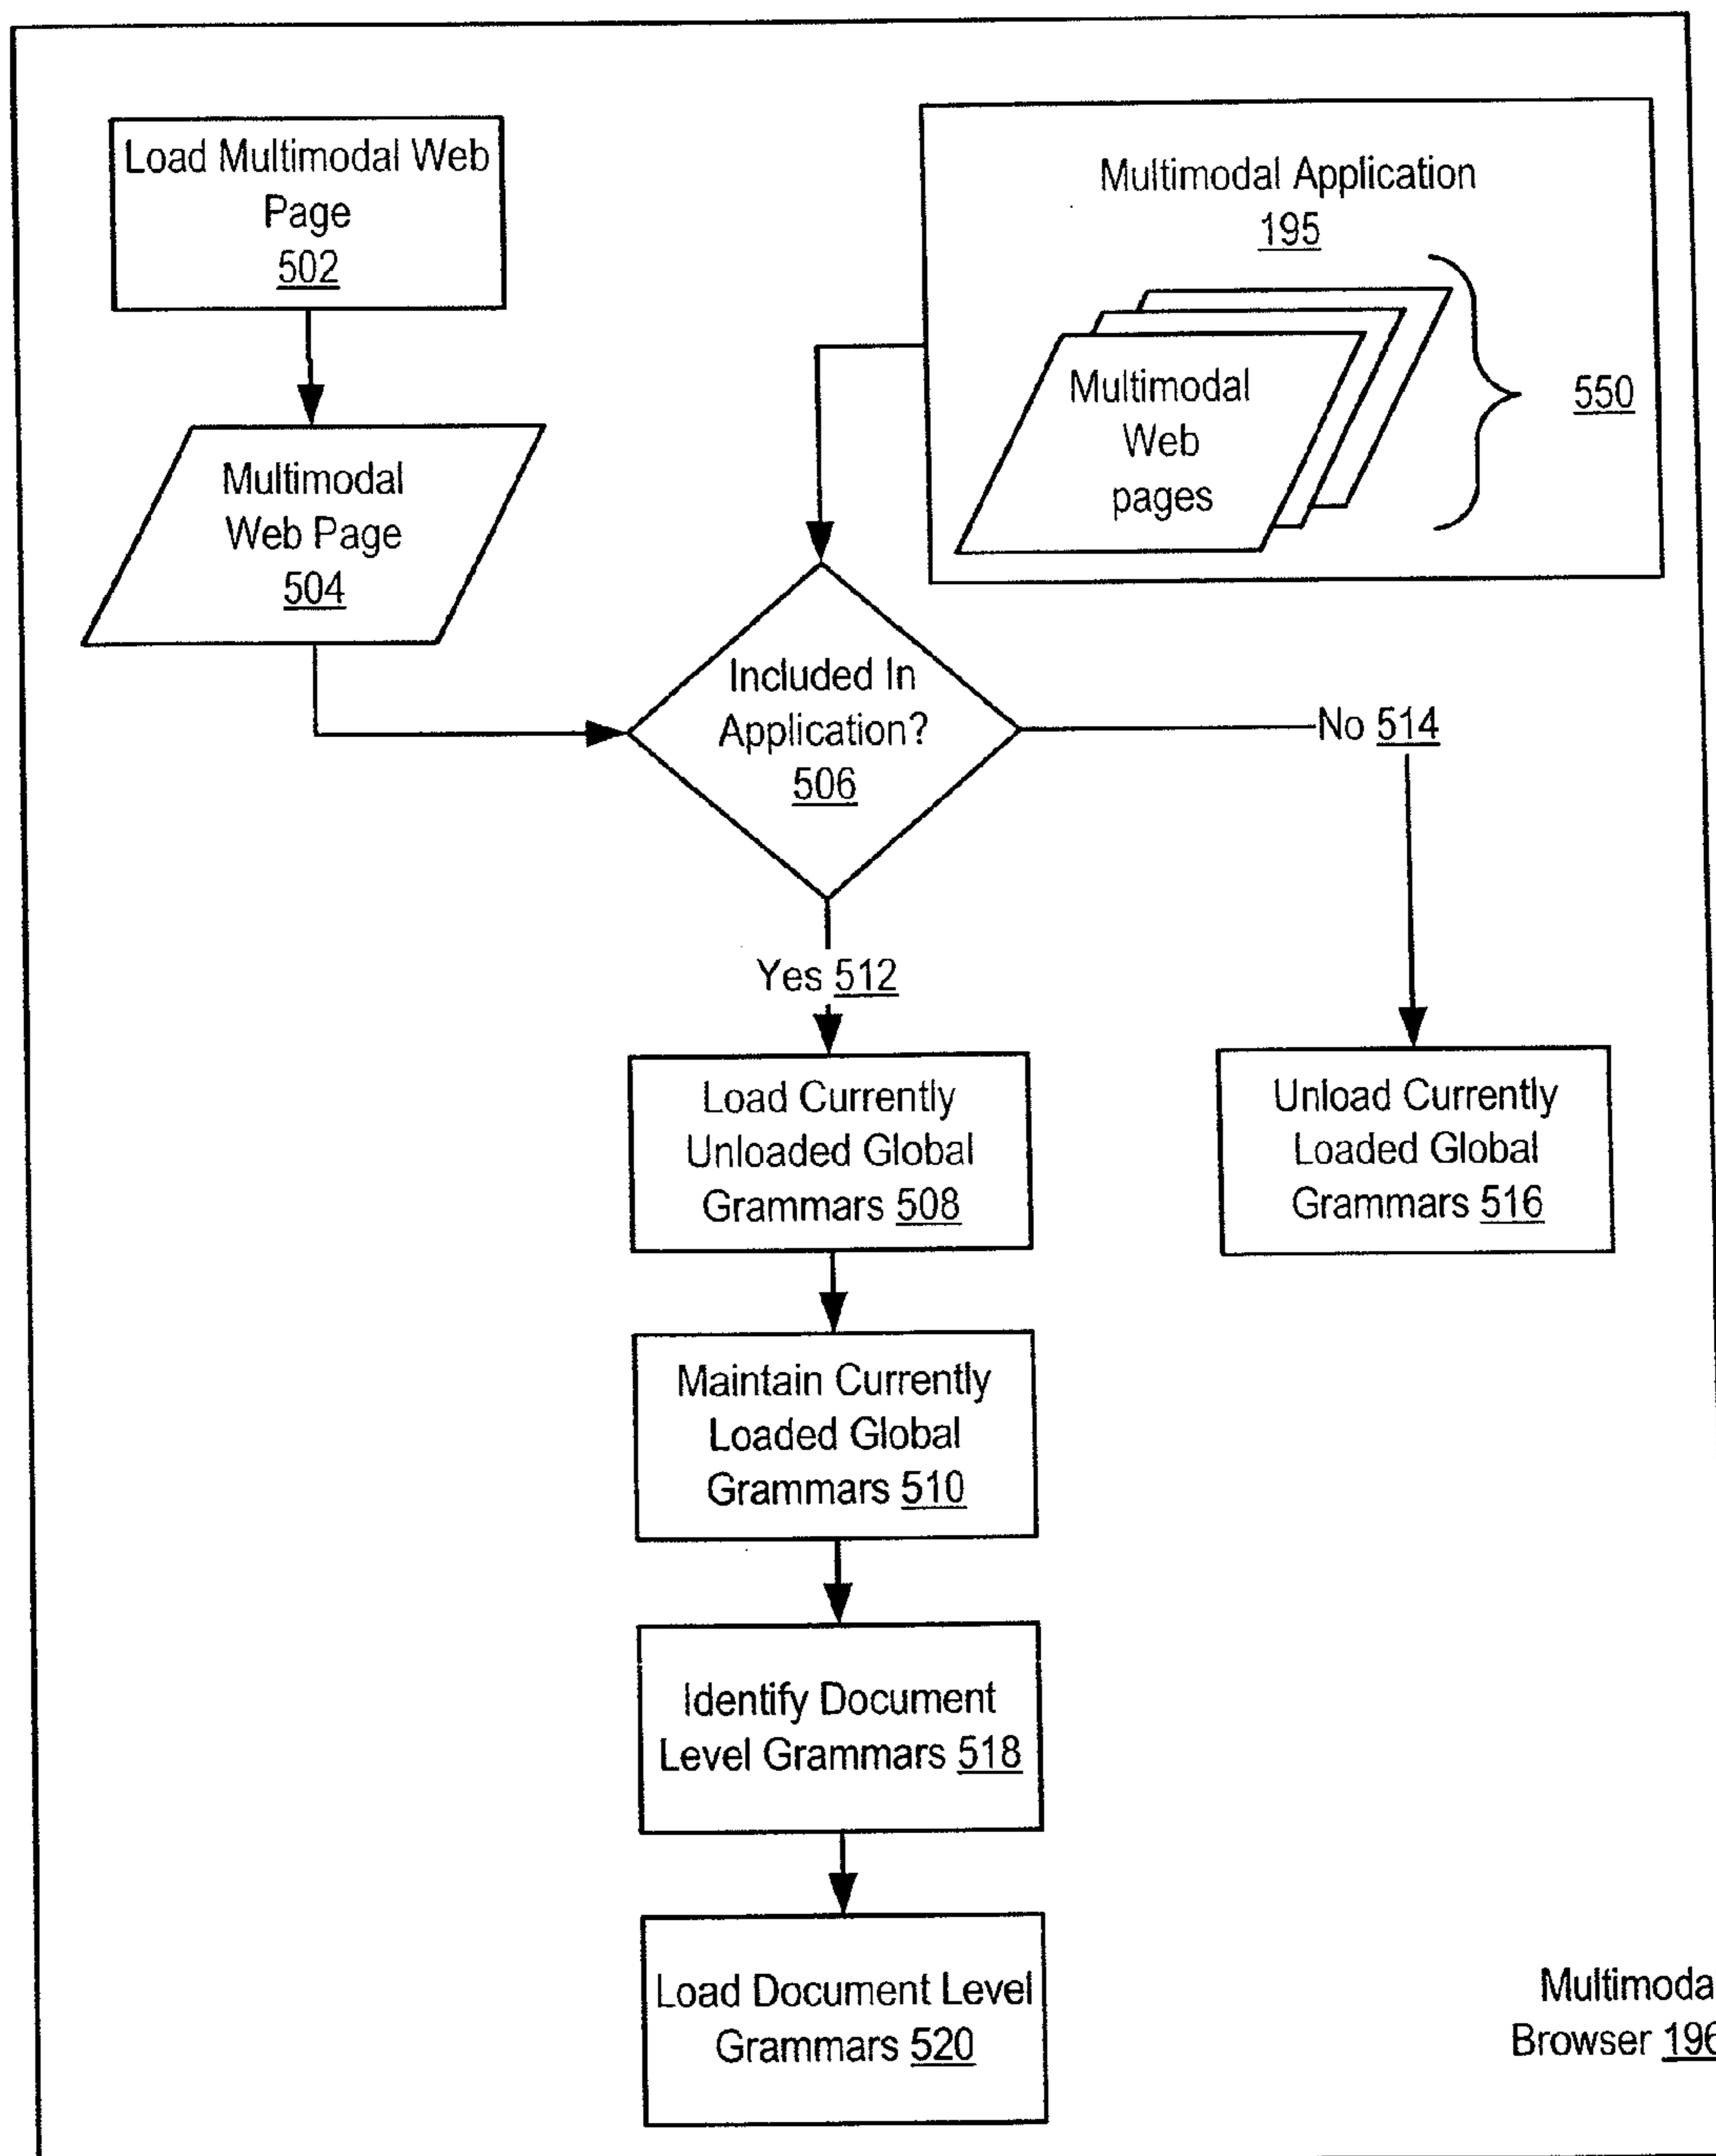 Load Multimodal Web
Page
502
Multimodal Application
195
Multimodal
Web
pages
550
Multimodal
Web Page
504
Included In
Application?
506
No 514
Yes 512
Load Currently
Unloaded Global
Grammars 508
Unload Currently
Loaded Global
Grammars 516
Maintain Currently
Loaded Global
Grammars 510
Identify Document
Level Grammars 518
Load Document Level
Grammars 520
Multimoda
Browser 196